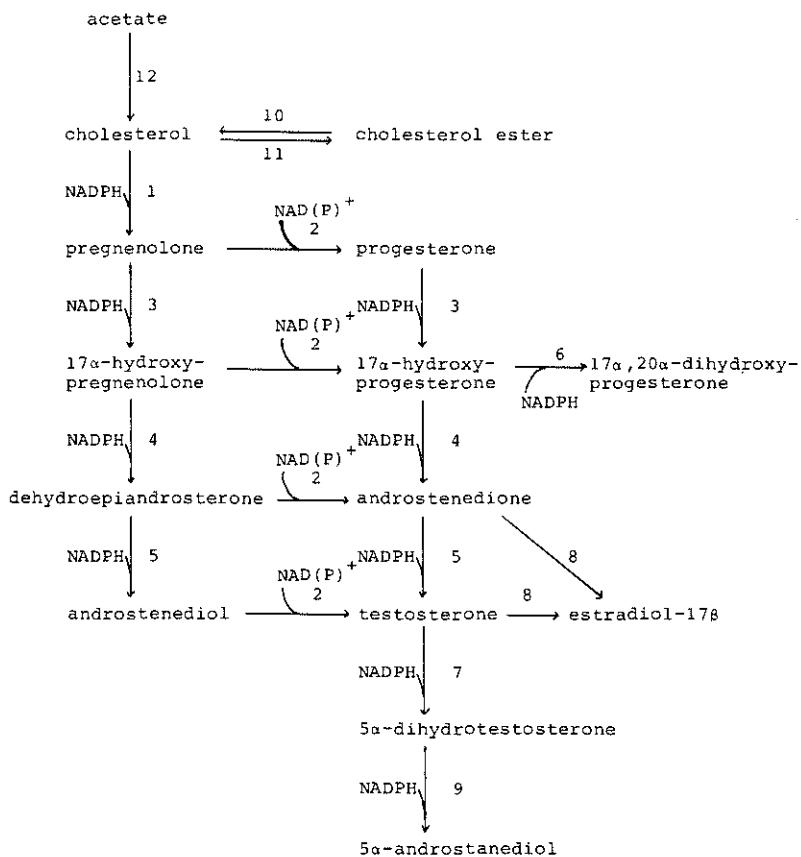 acetate
12
10
cholesterol cholesterol ester
11
NADPH 1 NAD(P)+
2
pregnenolone progesterone
NADPH 3 NAD(P)+ NADPH 3
2
6
17α-hydroxy- 17α-hydroxy- 17α,20α-dihydroxy-
pregnenolone progesterone progesterone
NADPH
NADPH 4 NAD(P)+ NADPH 4
2
dehydroepiandrosterone androstenedione
NADPH 5 NAD(P)+ NADPH 5 8
2 8
androstenediol testosterone estradiol-17β
NADPH 7
5α-dihydrotestosterone
NADPH 9
5α-androstanediol